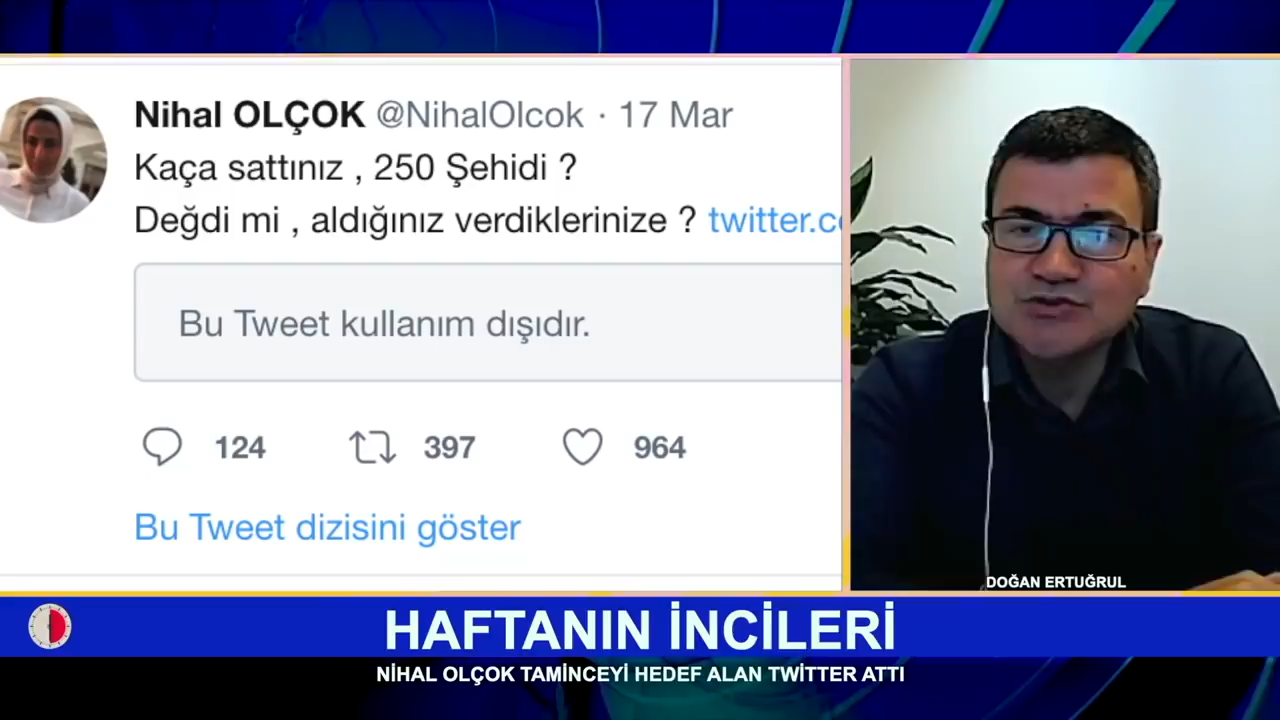 Nihal OLÇOK @NihalOlcok · 17 Mar
Kaça sattınız , 250 Şehidi ?
Değdi mi , aldığınız verdiklerinize ? twitter.c
Bu Tweet kullanım dışıdır.
124 397 964
Bu Tweet dizisini göster
DOĞAN ERTUĞRUL
HAFTANIN İNCİLERİ
NİHAL OLÇOK TAMİNCEYİ HEDEF ALAN TWİTTER ATTI